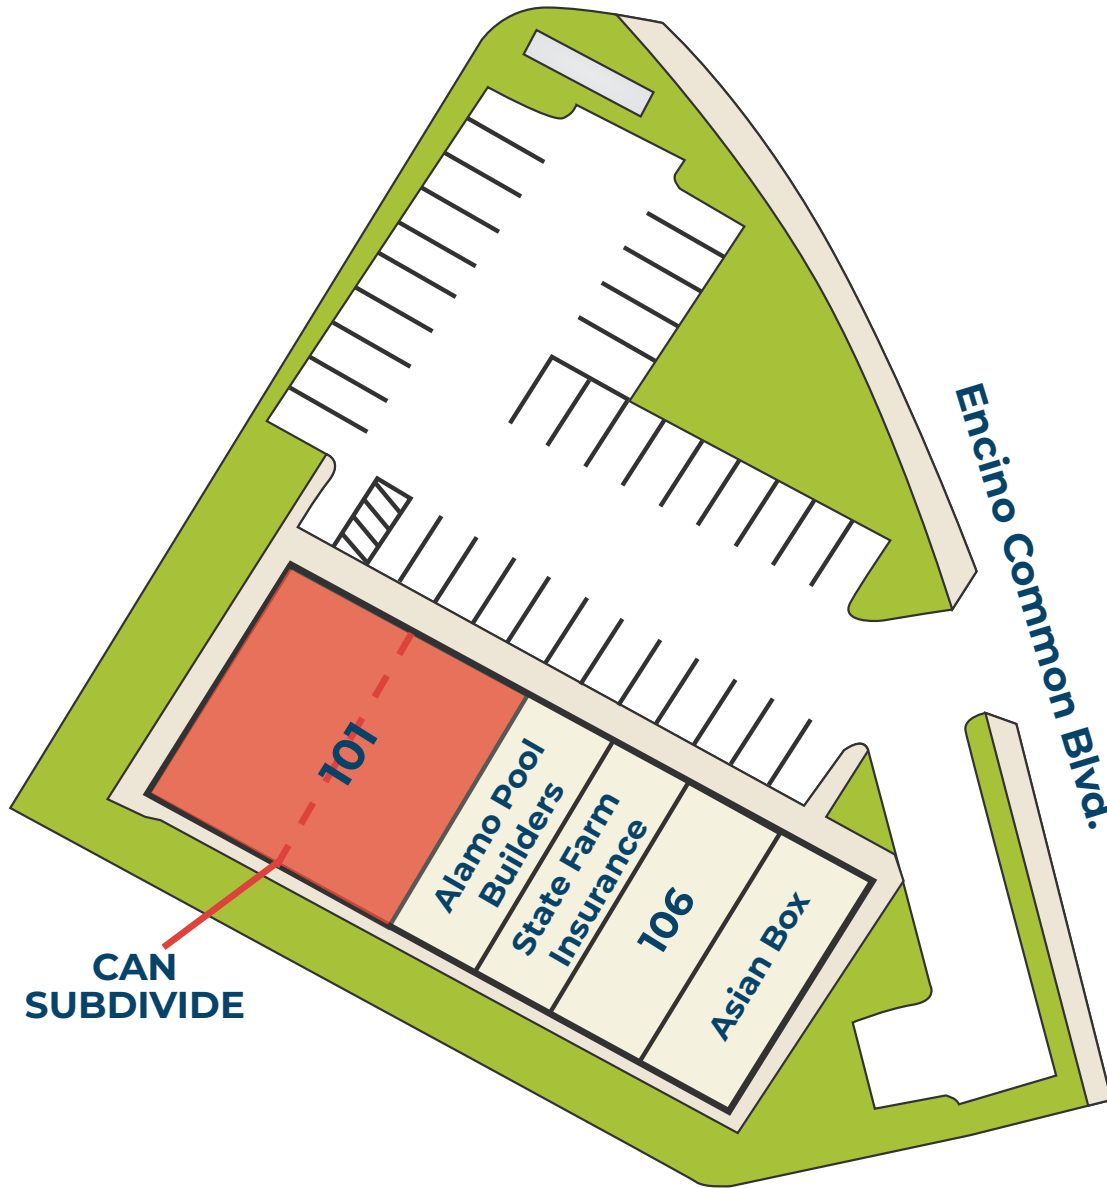 Encino Common Blvd.
101
Alamo Pool
Builders
State Farm
Insurance
106
Asian Box
CAN
SUBDIVIDE